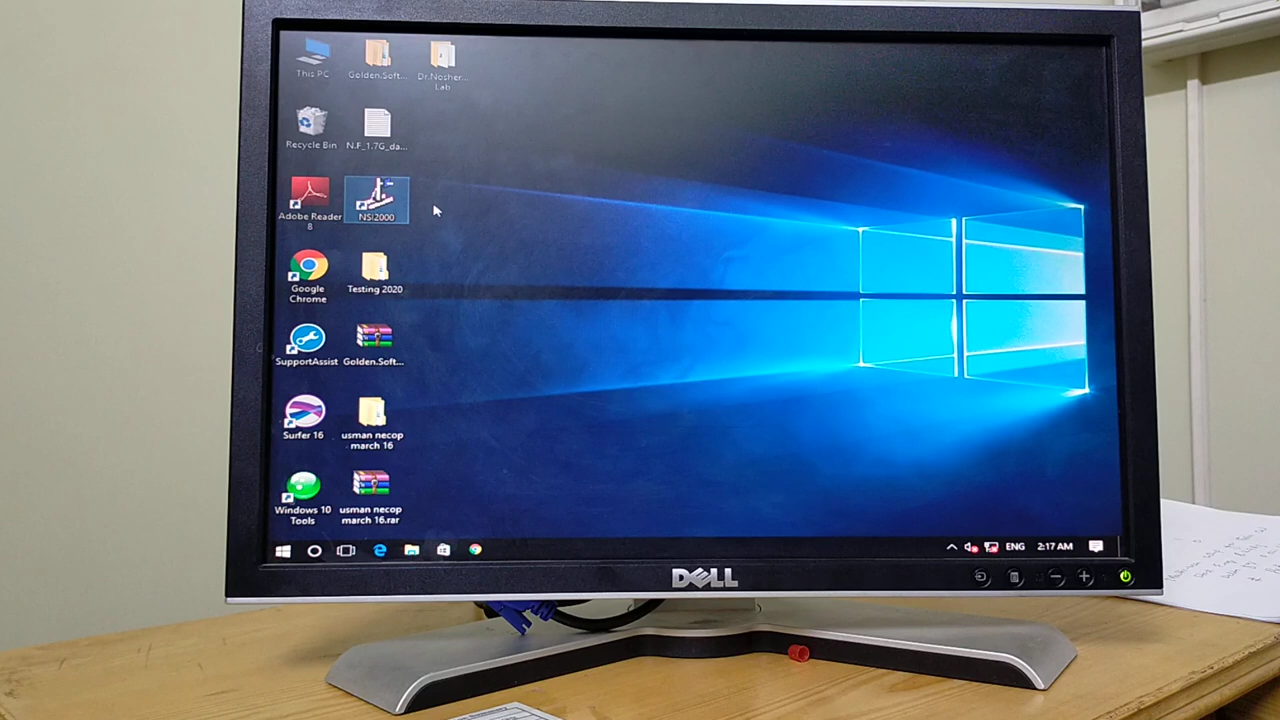 This PC
Golden.Soft...
Dr.Nosher...
Lab
Recycle Bin
N.F_1.7G_da...
Adobe Reader
8
NSI2000
Google
Chrome
Testing 2020
SupportAssist
Golden.Soft...
Surfer 16
usman necop
march 16
Windows 10
Tools
usman necop
march 16.rar
ENG
2:17 AM
DELL